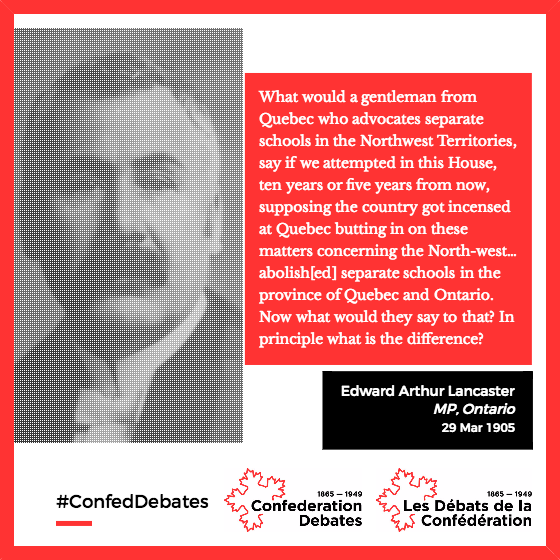 What would a gentleman from
Quebec who advocates separate
schools in the Northwest Territories,
say if we attempted in this House,
ten years or five years from now,
supposing the country got incensed
at Quebec butting in on these
matters concerning the North-west...
abolish[ed] separate schools in the
province of Quebec and Ontario.
Now what would they say to that? In
principle what is the difference?
Edward Arthur Lancaster
MP, Ontario
29 Mar 1905
#ConfedDebates
1865 — 1949
Confederation
Debates
1865 — 1949
Les Débats de la
Confédération